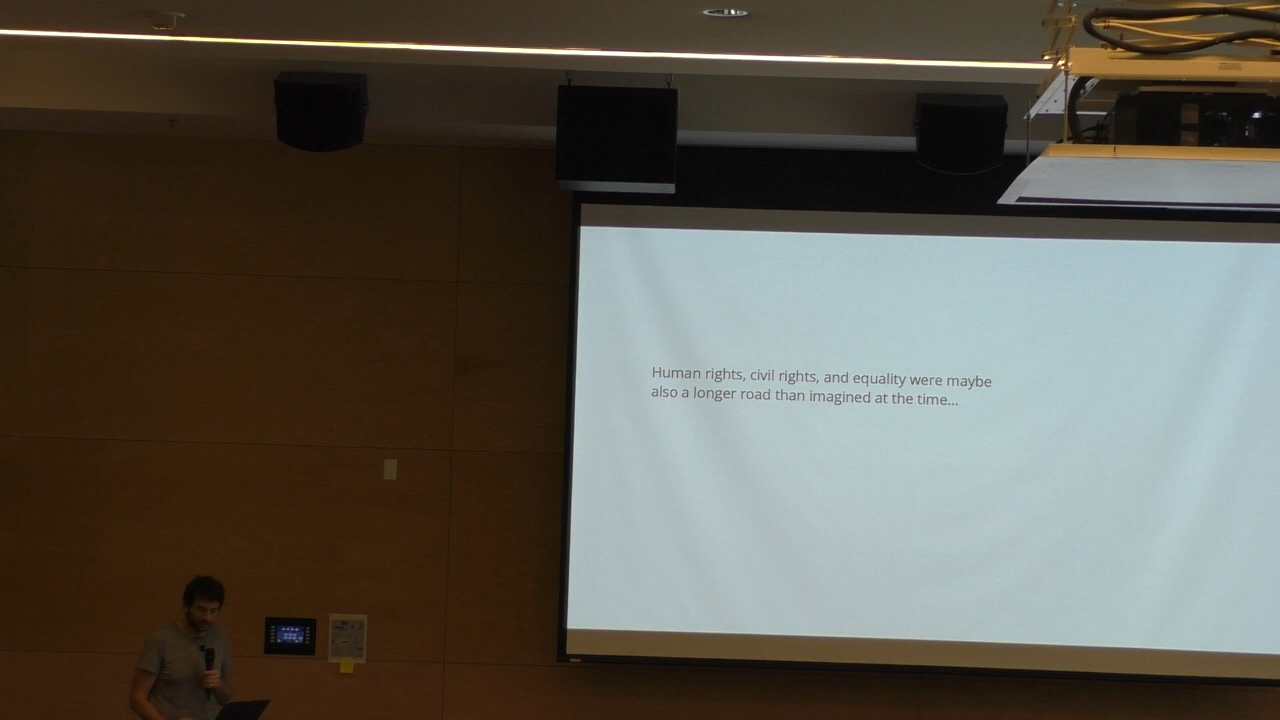 Human rights, civil rights, and equality were maybe
also a longer road than imagined at the time...